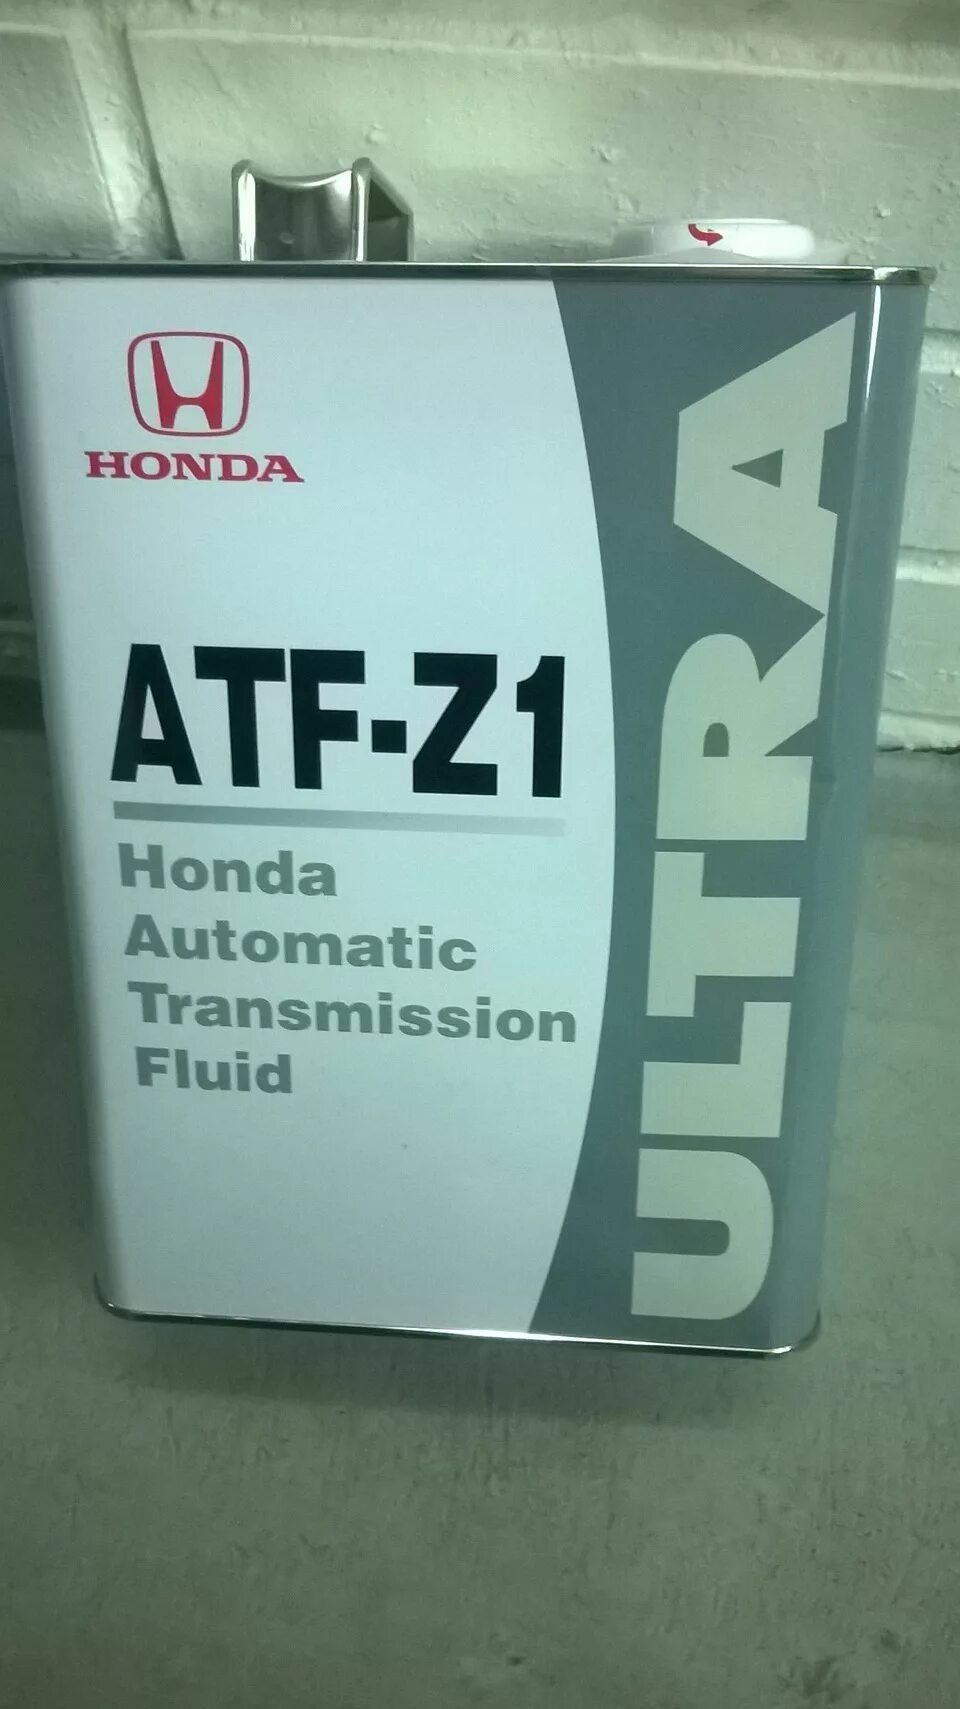 HONDA
ATF-Z1
Honda
Automatic
Transmission
Fluid
ULTRA